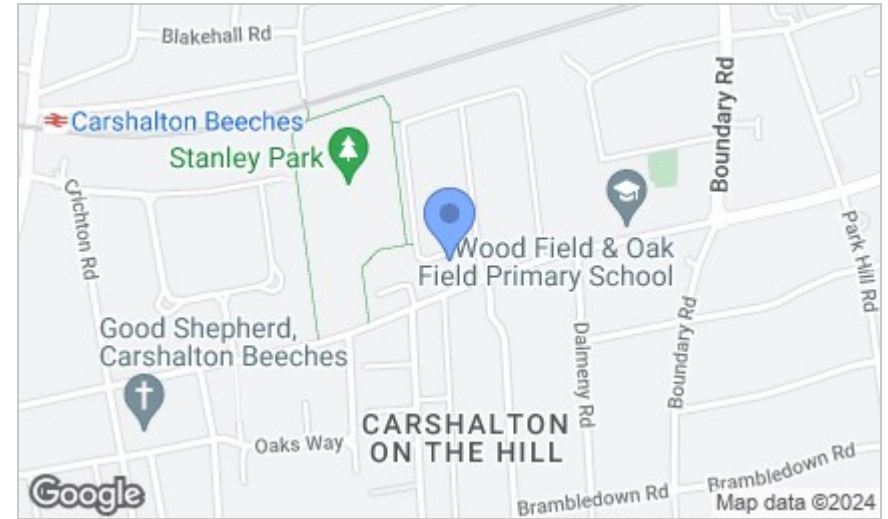 Blakehall Rd
Carshalton Beeches
Stanley Park
Boundary Rd
Crichton Rd
Wood Field & Oak
Field Primary School
Park Hill Rd
Good Shepherd,
Carshalton Beeches
Dalmeny Rd
Boundary Rd
CARSHALTON
ON THE HILL
Oaks Way
Brambledown Rd
Brambledown Rd
Google
Map data ©2024